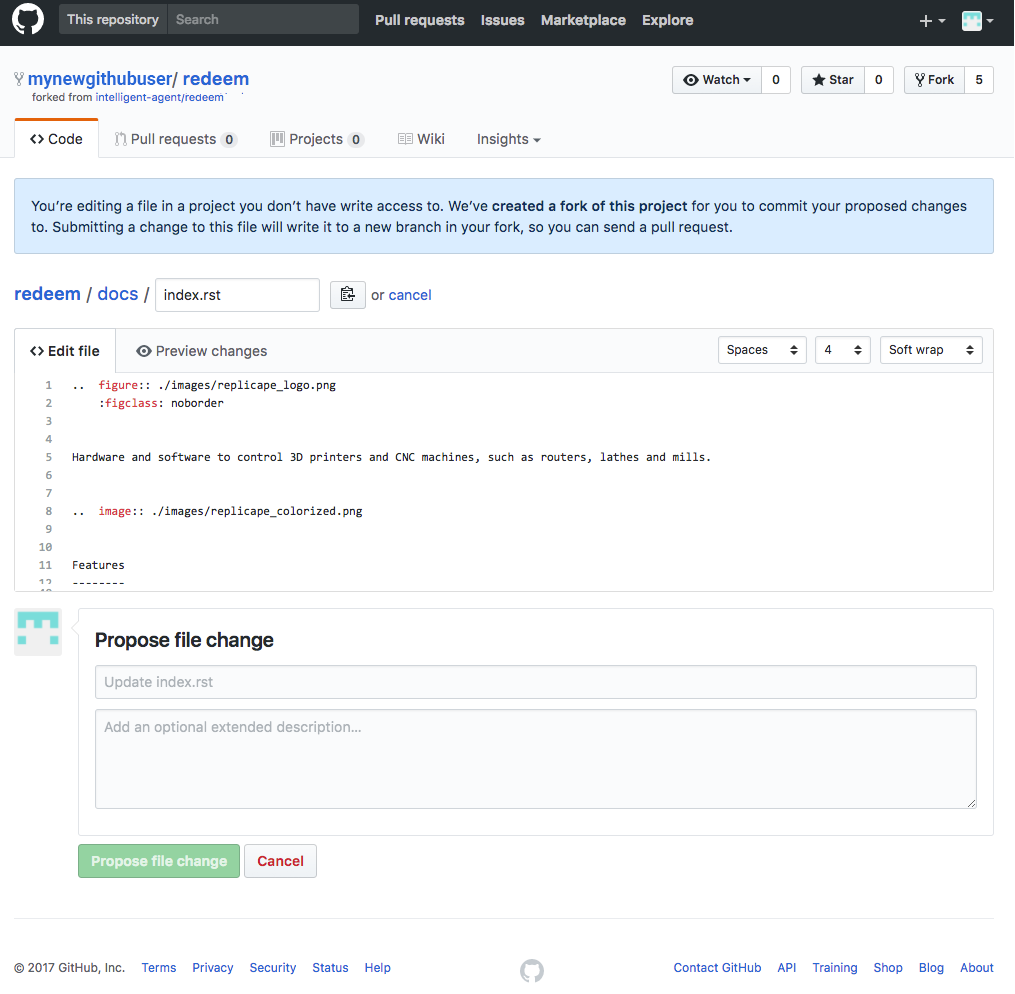 This repository Search Pull requests Issues Marketplace Explore
mynewgithubuser/ redeem Watch 0 Star 0 Fork 5
forked from intelligent-agent/redeem
Code Pull requests 0 Projects 0 Wiki Insights
You’re editing a file in a project you don’t have write access to. We’ve created a fork of this project for you to commit your proposed changes
to. Submitting a change to this file will write it to a new branch in your fork, so you can send a pull request.
redeem / docs / index.rst or cancel
<> Edit file Preview changes Spaces 4 Soft wrap
1 .. figure:: ./images/replicape_logo.png
2 :figclass: noborder
3
4
5 Hardware and software to control 3D printers and CNC machines, such as routers, lathes and mills.
6
7
8 .. image:: ./images/replicape_colorized.png
9
10
11 Features
12 --------
Propose file change
Update index.rst
Add an optional extended description...
Propose file change Cancel
© 2017 GitHub, Inc. Terms Privacy Security Status Help Contact GitHub API Training Shop Blog About